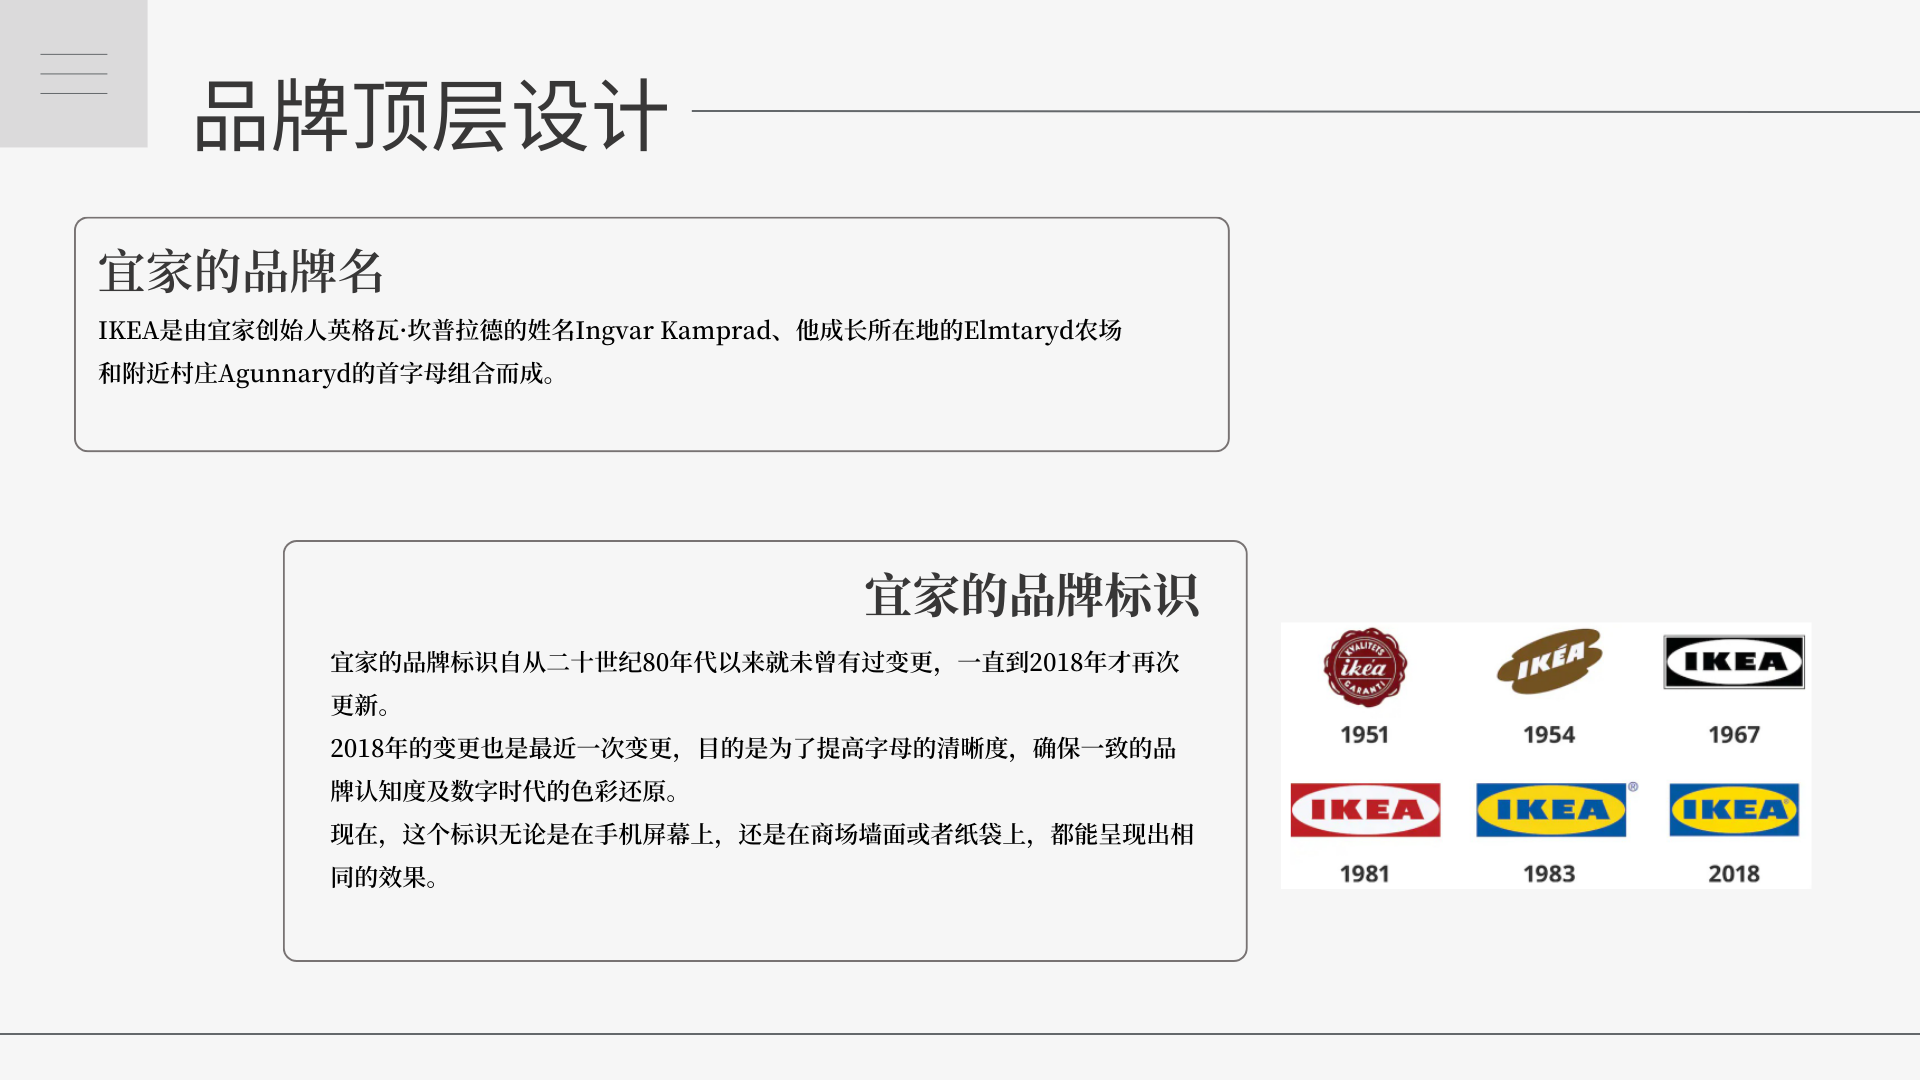 品牌顶层设计
宜家的品牌名
IKEA是由宜家创始人英格瓦·坎普拉德的姓名Ingvar Kamprad、他成长所在地的Elmtaryd农场
和附近村庄Agunnaryd的首字母组合而成。
宜家的品牌标识
宜家的品牌标识自从二十世纪80年代以来就未曾有过变更，一直到2018年才再次
更新。
2018年的变更也是最近一次变更，目的是为了提高字母的清晰度，确保一致的品
牌认知度及数字时代的色彩还原。
现在，这个标识无论是在手机屏幕上，还是在商场墙面或者纸袋上，都能呈现出相
同的效果。
KVALITETS
ikéa
GARANTI
IKÉA
IKEA
1951
1954
1967
IKEA
IKEA®
IKEA
1981
1983
2018